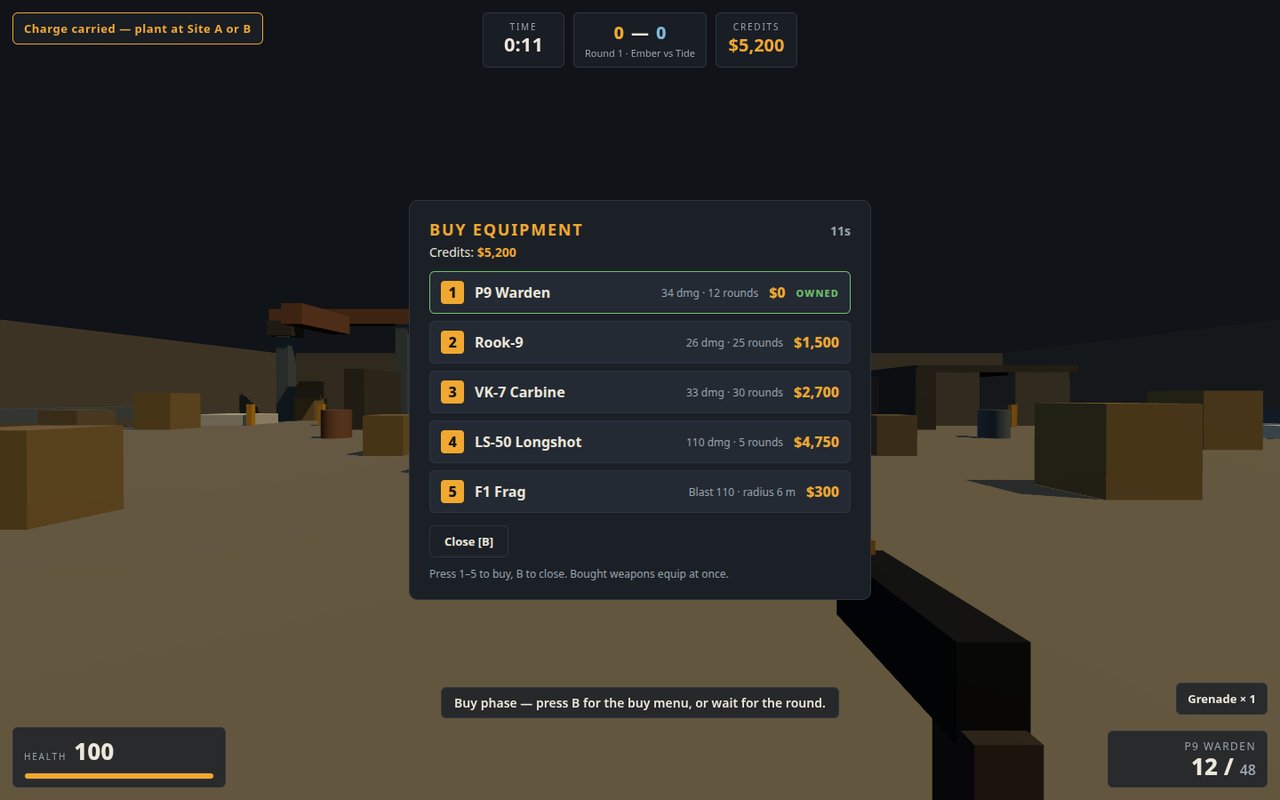 Charge carried — plant at Site A or B
TIME
0:11
0 — 0
Round 1 · Ember vs Tide
CREDITS
$5,200
BUY EQUIPMENT
11s
Credits: $5,200
1 P9 Warden 34 dmg · 12 rounds $0 OWNED
2 Rook-9 26 dmg · 25 rounds $1,500
3 VK-7 Carbine 33 dmg · 30 rounds $2,700
4 LS-50 Longshot 110 dmg · 5 rounds $4,750
5 F1 Frag Blast 110 · radius 6 m $300
Close [B]
Press 1–5 to buy, B to close. Bought weapons equip at once.
Buy phase — press B for the buy menu, or wait for the round.
Grenade × 1
HEALTH 100
P9 WARDEN
12 / 48